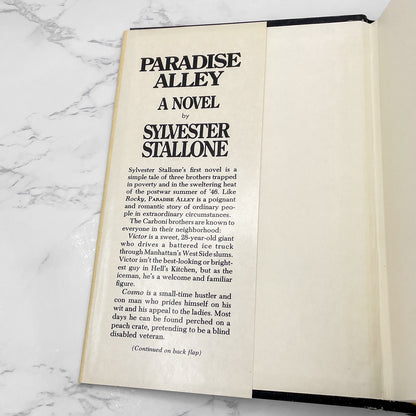 PARADISE
ALLEY
A NOVEL
by
SYLVESTER
STALLONE
Sylvester Stallone's first novel is a
simple tale of three brothers trapped
in poverty and in the sweltering heat
of the postwar summer of '46. Like
Rocky, PARADISE ALLEY is a poignant
and romantic story of ordinary peo-
ple in extraordinary circumstances.
The Carboni brothers are known to
everyone in their neighborhood:
Victor is a sweet, 28-year-old giant
who drives a battered ice truck
through Manhattan's West Side slums.
Victor isn't the best-looking or bright-
est guy in Hell's Kitchen, but as the
iceman, he's a welcome and familiar
figure.
Cosmo is a small-time hustler and
con man who prides himself on his
wit and his appeal to the ladies. Most
days he can be found perched on a
peach crate, pretending to be a blind
disabled veteran.
(Continued on back flap)